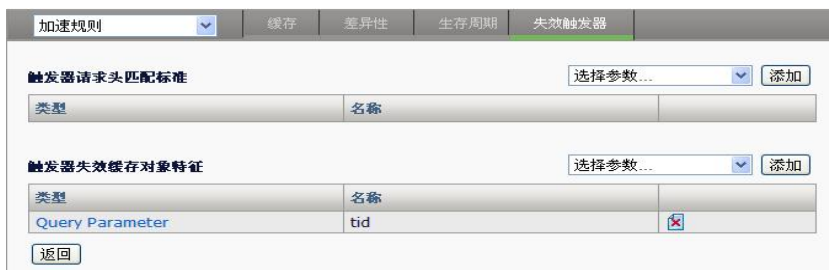 加速规则 缓存 差异性 生存周期 失效触发器
触发器请求头匹配标准 选择参数... 添加
类型 名称
触发器失效缓存对象特征 选择参数... 添加
类型 名称
Query Parameter tid
返回